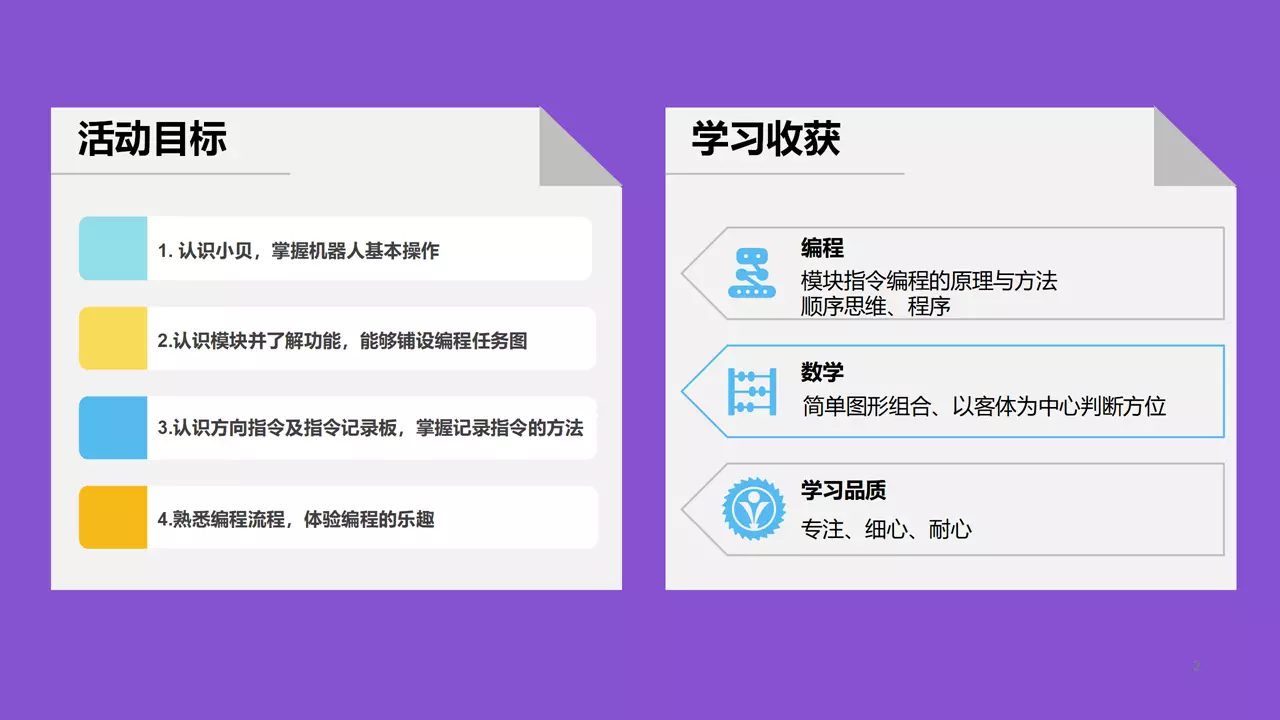 活动目标
1. 认识小贝，掌握机器人基本操作
2.认识模块并了解功能，能够铺设编程任务图
3.认识方向指令及指令记录板，掌握记录指令的方法
4.熟悉编程流程，体验编程的乐趣
学习收获
编程
模块指令编程的原理与方法
顺序思维、程序
数学
简单图形组合、以客体为中心判断方位
学习品质
专注、细心、耐心
2